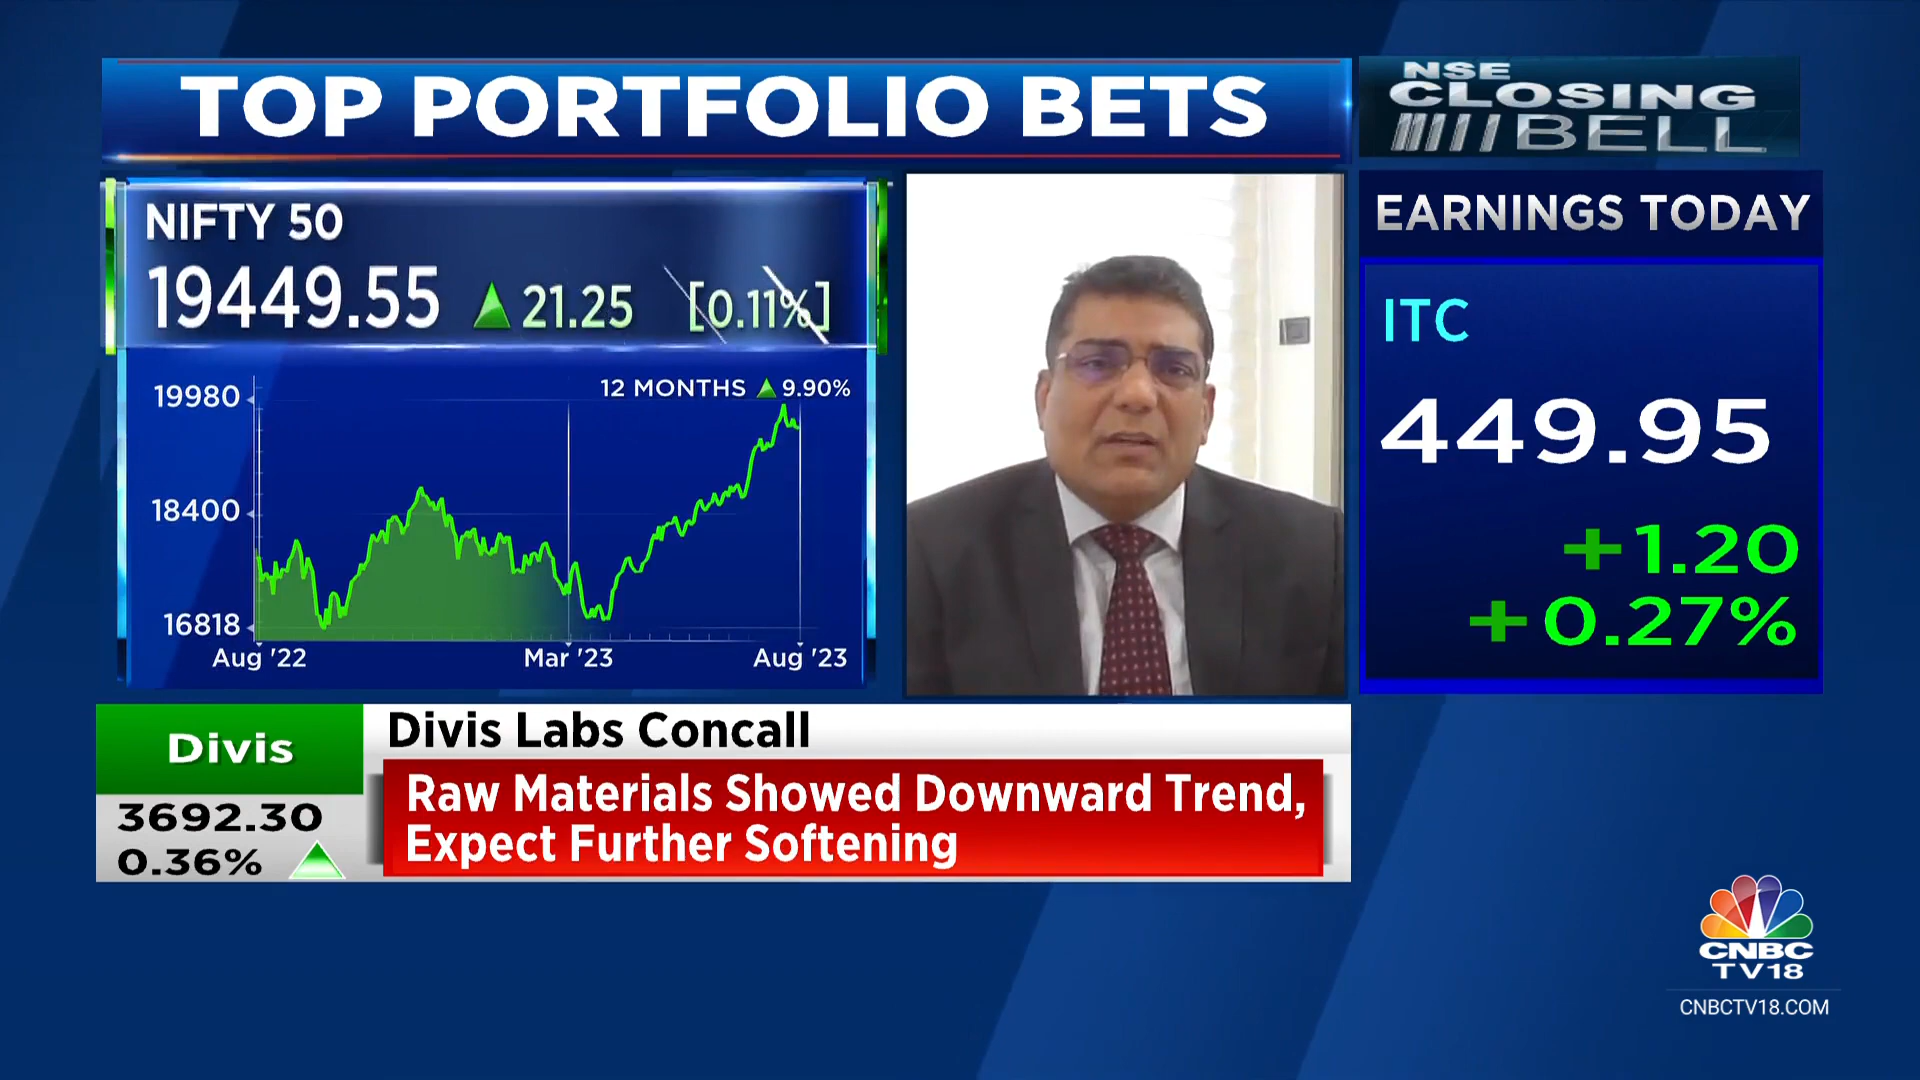 TOP PORTFOLIO BETS
NSE
CLOSING
BELL
NIFTY 50
19449.55 ▲ 21.25 [0.11%]
12 MONTHS ▲ 9.90%
19980
18400
16818
Aug '22 Mar '23 Aug '23
EARNINGS TODAY
ITC
449.95
+1.20
+0.27%
Divis
3692.30
0.36%
Divis Labs Concall
Raw Materials Showed Downward Trend,
Expect Further Softening
CNBC
TV18
CNBCTV18.COM